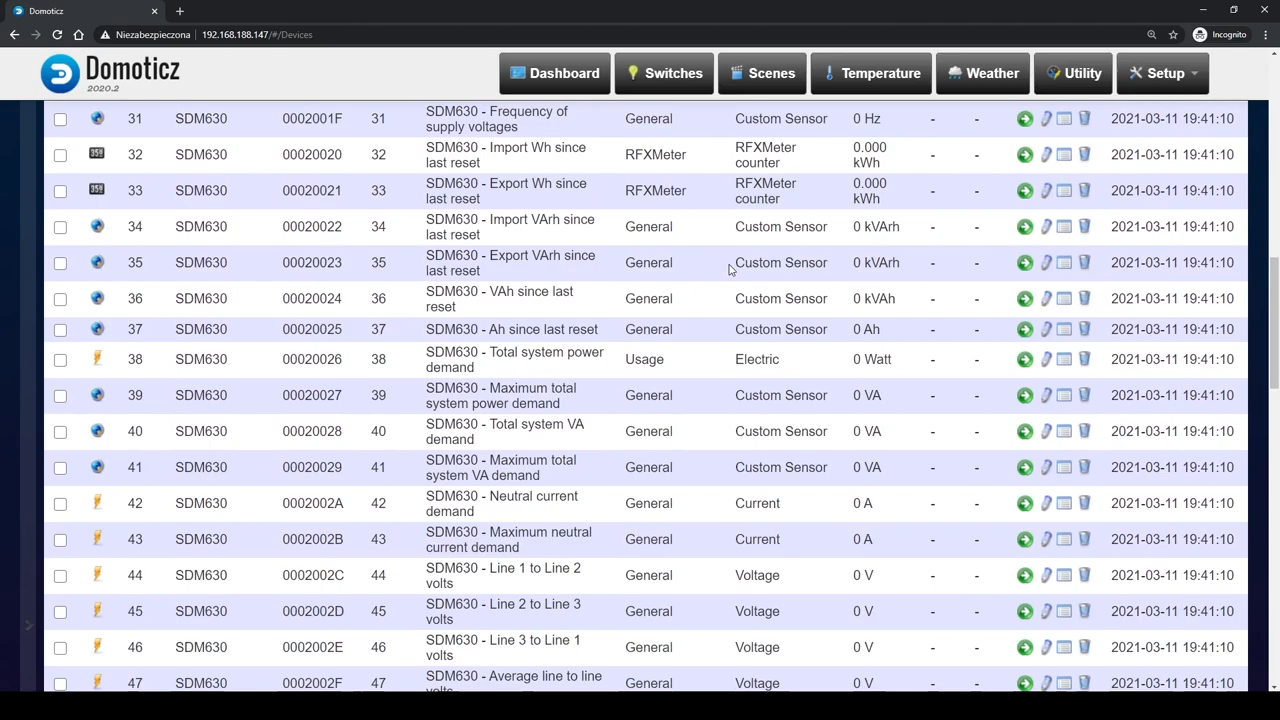 Domoticz
Niezabezpieczona 192.168.188.147/#/Devices Incognito
Domoticz
2020.2
Dashboard Switches Scenes Temperature Weather Utility Setup
31 SDM630 0002001F 31 SDM630 - Frequency of supply voltages General Custom Sensor 0 Hz - - 2021-03-11 19:41:10
32 SDM630 00020020 32 SDM630 - Import Wh since last reset RFXMeter RFXMeter counter 0.000 kWh - - 2021-03-11 19:41:10
33 SDM630 00020021 33 SDM630 - Export Wh since last reset RFXMeter RFXMeter counter 0.000 kWh - - 2021-03-11 19:41:10
34 SDM630 00020022 34 SDM630 - Import VArh since last reset General Custom Sensor 0 kVArh - - 2021-03-11 19:41:10
35 SDM630 00020023 35 SDM630 - Export VArh since last reset General Custom Sensor 0 kVArh - - 2021-03-11 19:41:10
36 SDM630 00020024 36 SDM630 - VAh since last reset General Custom Sensor 0 kVAh - - 2021-03-11 19:41:10
37 SDM630 00020025 37 SDM630 - Ah since last reset General Custom Sensor 0 Ah - - 2021-03-11 19:41:10
38 SDM630 00020026 38 SDM630 - Total system power demand Usage Electric 0 Watt - - 2021-03-11 19:41:10
39 SDM630 00020027 39 SDM630 - Maximum total system power demand General Custom Sensor 0 VA - - 2021-03-11 19:41:10
40 SDM630 00020028 40 SDM630 - Total system VA demand General Custom Sensor 0 VA - - 2021-03-11 19:41:10
41 SDM630 00020029 41 SDM630 - Maximum total system VA demand General Custom Sensor 0 VA - - 2021-03-11 19:41:10
42 SDM630 0002002A 42 SDM630 - Neutral current demand General Current 0 A - - 2021-03-11 19:41:10
43 SDM630 0002002B 43 SDM630 - Maximum neutral current demand General Current 0 A - - 2021-03-11 19:41:10
44 SDM630 0002002C 44 SDM630 - Line 1 to Line 2 volts General Voltage 0 V - - 2021-03-11 19:41:10
45 SDM630 0002002D 45 SDM630 - Line 2 to Line 3 volts General Voltage 0 V - - 2021-03-11 19:41:10
46 SDM630 0002002E 46 SDM630 - Line 3 to Line 1 volts General Voltage 0 V - - 2021-03-11 19:41:10
47 SDM630 0002002F 47 SDM630 - Average line to line volts General Voltage 0 V - - 2021-03-11 19:41:10